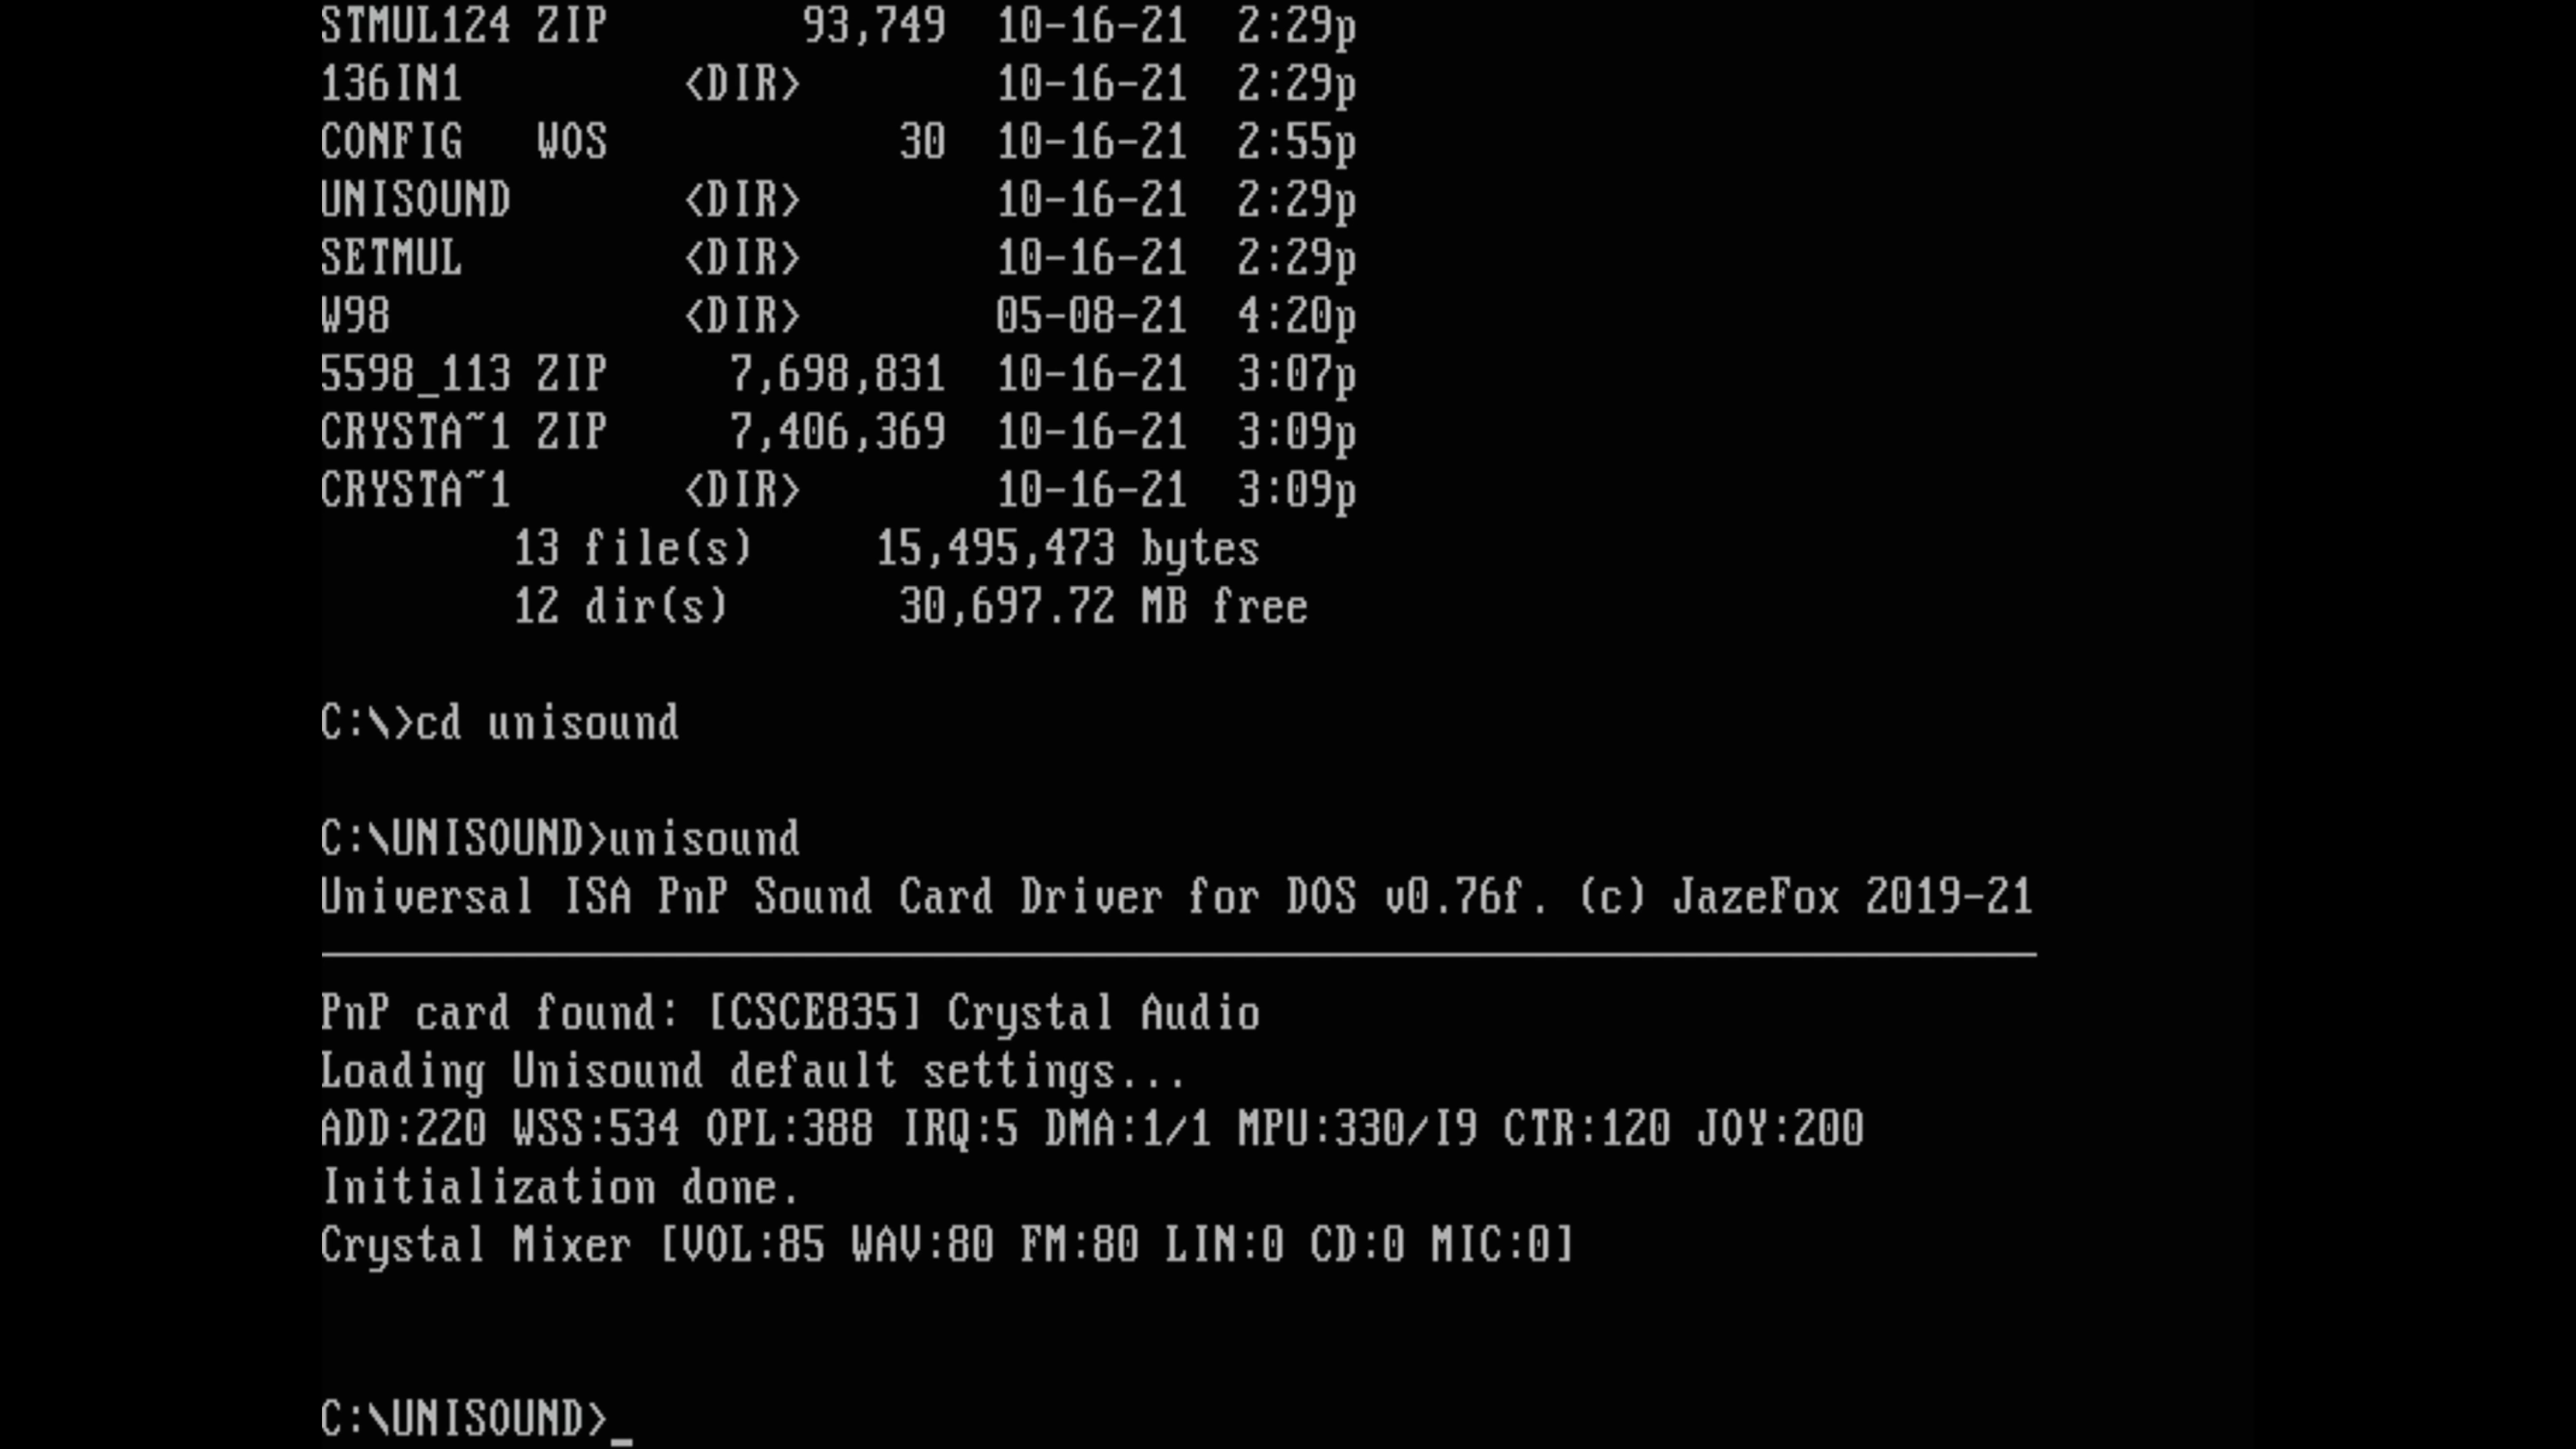 STMUL124 ZIP        93,749  10-16-21  2:29p
136IN1         <DIR>        10-16-21  2:29p
CONFIG   WOS            30  10-16-21  2:55p
UNISOUND       <DIR>        10-16-21  2:29p
SETMUL         <DIR>        10-16-21  2:29p
W98            <DIR>        05-08-21  4:20p
5598_113 ZIP     7,698,831  10-16-21  3:07p
CRYSTA~1 ZIP     7,406,369  10-16-21  3:09p
CRYSTA~1       <DIR>        10-16-21  3:09p
        13 file(s)     15,495,473 bytes
        12 dir(s)       30,697.72 MB free
C:\>cd unisound
C:\UNISOUND>unisound
Universal ISA PnP Sound Card Driver for DOS v0.76f. (c) JazeFox 2019-21
PnP card found: [CSCE835] Crystal Audio
Loading Unisound default settings...
ADD:220 WSS:534 OPL:388 IRQ:5 DMA:1/1 MPU:330/I9 CTR:120 JOY:200
Initialization done.
Crystal Mixer [VOL:85 WAV:80 FM:80 LIN:0 CD:0 MIC:0]
C:\UNISOUND>_